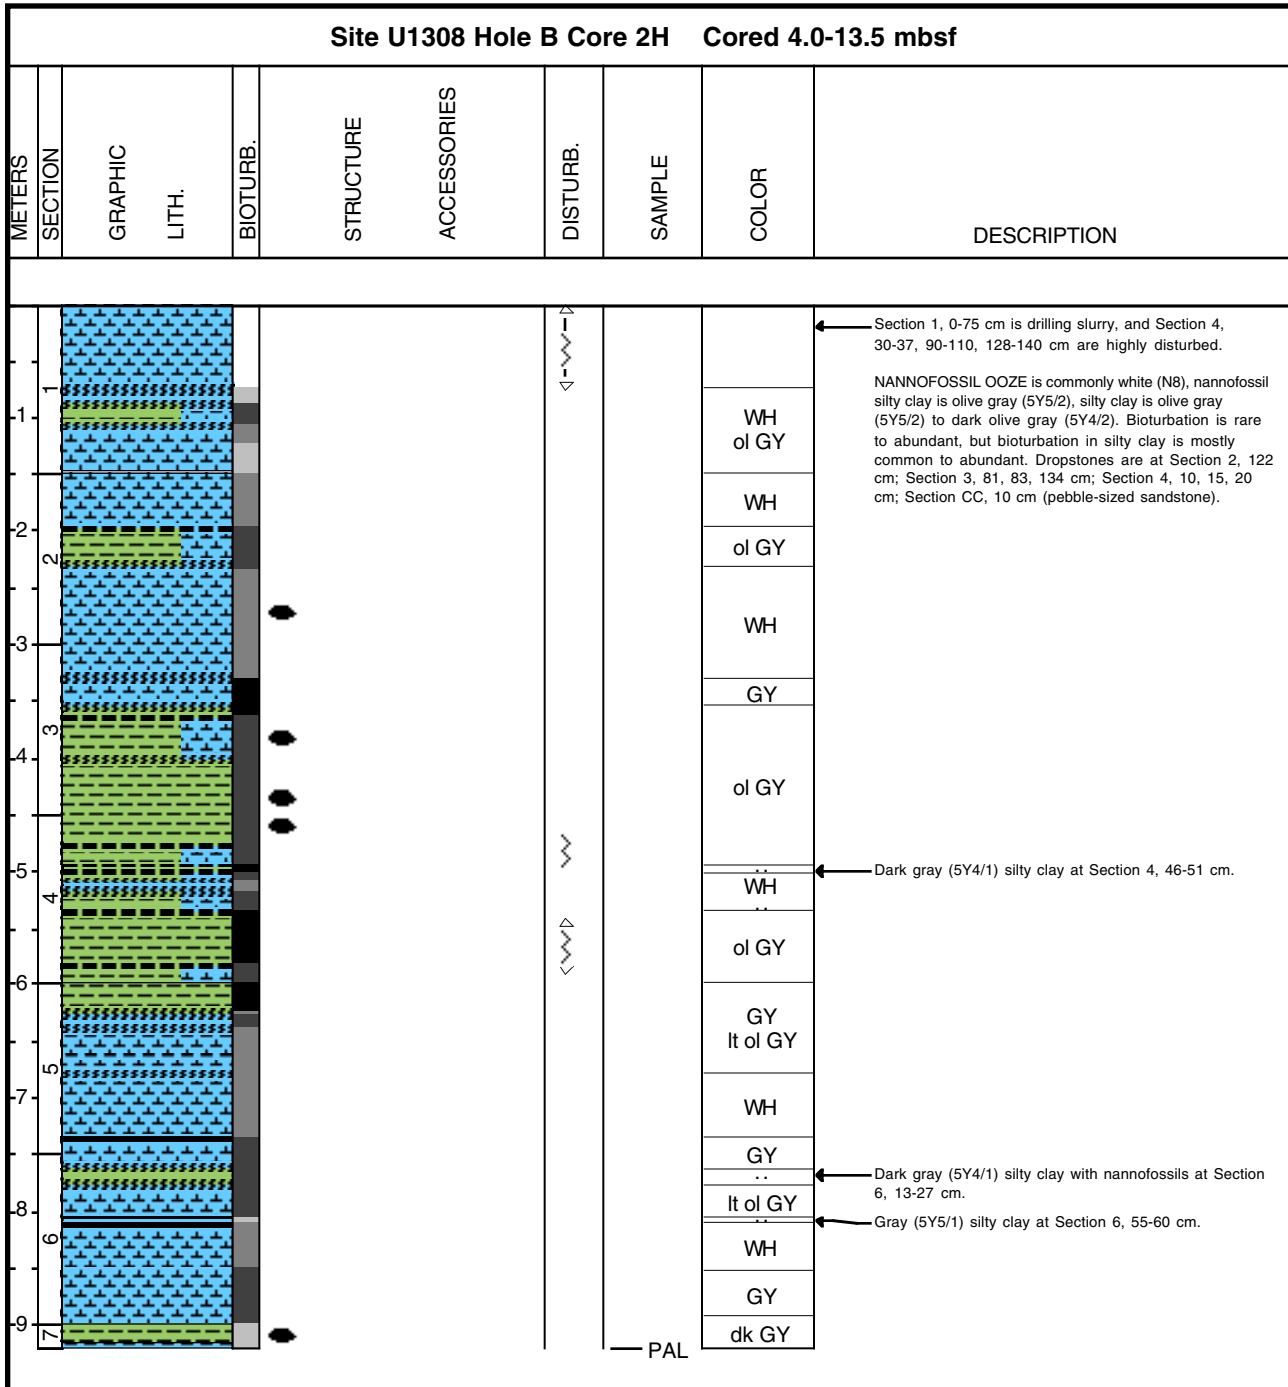 Site U1308 Hole B Core 2H Cored 4.0-13.5 mbsf
METERS
SECTION
GRAPHIC
LITH.
BIOTURB.
STRUCTURE
ACCESSORIES
DISTURB.
SAMPLE
COLOR
DESCRIPTION
Section 1, 0-75 cm is drilling slurry, and Section 4,
30-37, 90-110, 128-140 cm are highly disturbed.
NANNOFOSSIL OOZE is commonly white (N8), nannofossil
silty clay is olive gray (5Y5/2), silty clay is olive gray
(5Y5/2) to dark olive gray (5Y4/2). Bioturbation is rare
to abundant, but bioturbation in silty clay is mostly
common to abundant. Dropstones are at Section 2, 122
cm; Section 3, 81, 83, 134 cm; Section 4, 10, 15, 20
cm; Section CC, 10 cm (pebble-sized sandstone).
1
1
WH
ol GY
WH
2
2
ol GY
WH
3
GY
3
4
ol GY
5
Dark gray (5Y4/1) silty clay at Section 4, 46-51 cm.
WH
4
ol GY
6
GY
lt ol GY
5
7
WH
GY
Dark gray (5Y4/1) silty clay with nannofossils at Section
6, 13-27 cm.
lt ol GY
8
Gray (5Y5/1) silty clay at Section 6, 55-60 cm.
6
WH
GY
9
7
dk GY
PAL